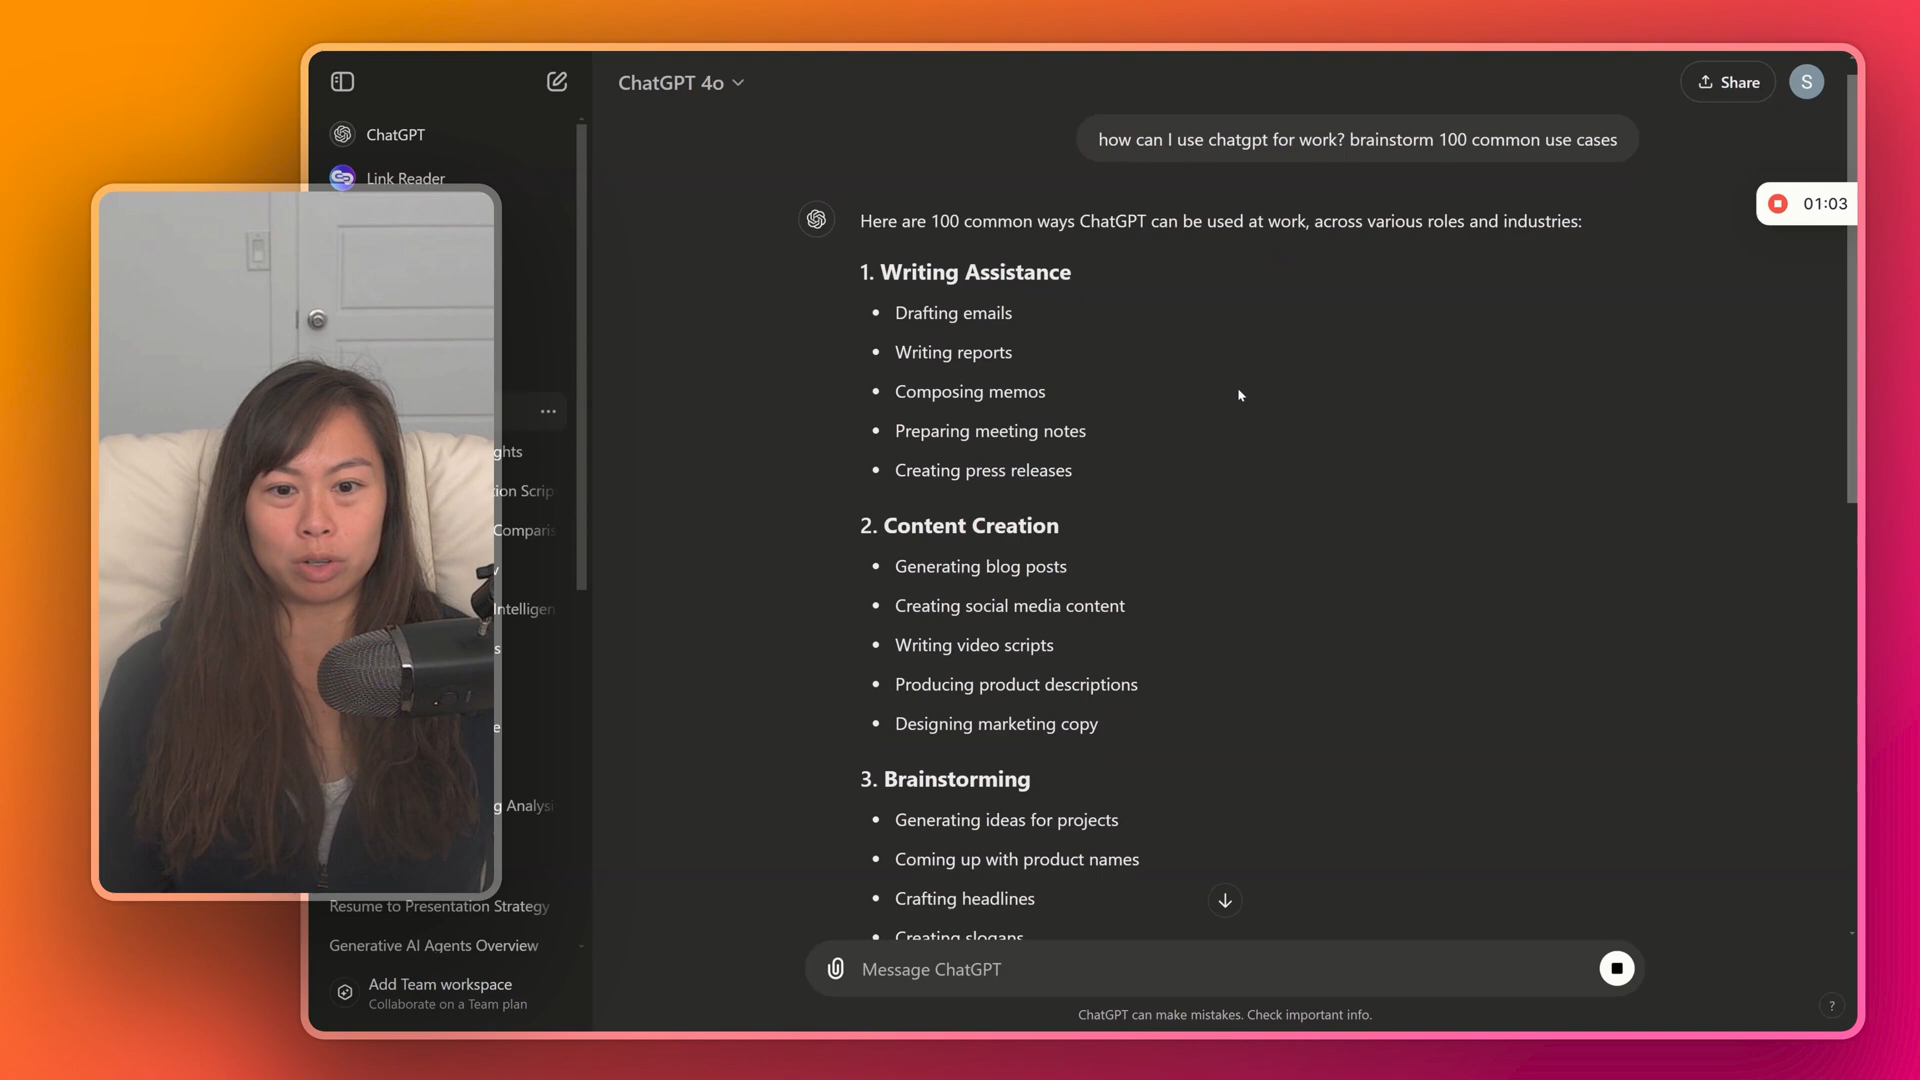 ChatGPT 4o
Share
S
ChatGPT
Link Reader
how can I use chatgpt for work? brainstorm 100 common use cases
01:03
Here are 100 common ways ChatGPT can be used at work, across various roles and industries:
1. Writing Assistance
• Drafting emails
• Writing reports
• Composing memos
• Preparing meeting notes
• Creating press releases
2. Content Creation
• Generating blog posts
• Creating social media content
• Writing video scripts
• Producing product descriptions
• Designing marketing copy
3. Brainstorming
• Generating ideas for projects
• Coming up with product names
• Crafting headlines
• Creating slogans
ghts
ion Scrip
Comparis
v
Intelligen
s
e
g Analysi
Resume to Presentation Strategy
Generative AI Agents Overview
Add Team workspace
Collaborate on a Team plan
Message ChatGPT
ChatGPT can make mistakes. Check important info.
?